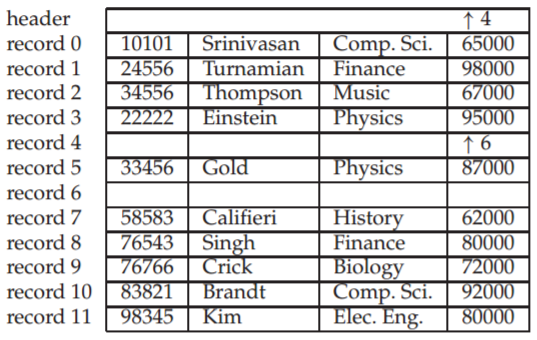 header ↑ 4
record 0 10101 Srinivasan Comp. Sci. 65000
record 1 24556 Turnamian Finance 98000
record 2 34556 Thompson Music 67000
record 3 22222 Einstein Physics 95000
record 4 ↑ 6
record 5 33456 Gold Physics 87000
record 6
record 7 58583 Califieri History 62000
record 8 76543 Singh Finance 80000
record 9 76766 Crick Biology 72000
record 10 83821 Brandt Comp. Sci. 92000
record 11 98345 Kim Elec. Eng. 80000